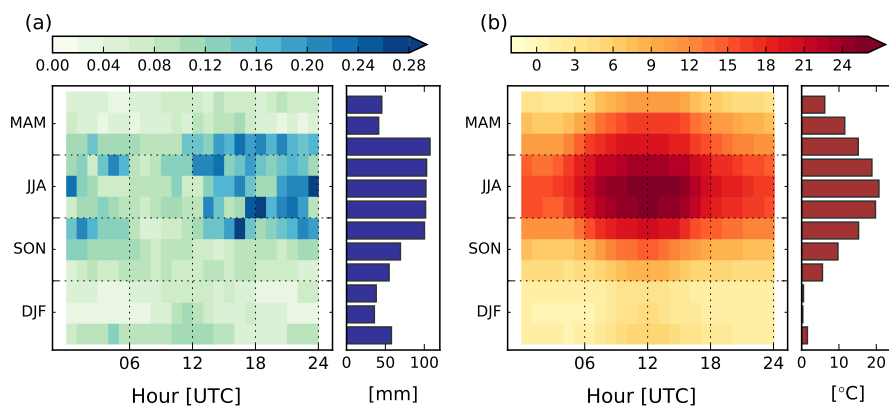 (a)
0.00 0.04 0.08 0.12 0.16 0.20 0.24 0.28
MAM
JJA
SON
DJF
06 12 18 24
Hour [UTC]
0 50 100
[mm]
(b)
0 3 6 9 12 15 18 21 24
MAM
JJA
SON
DJF
06 12 18 24
Hour [UTC]
0 10 20
[°C]